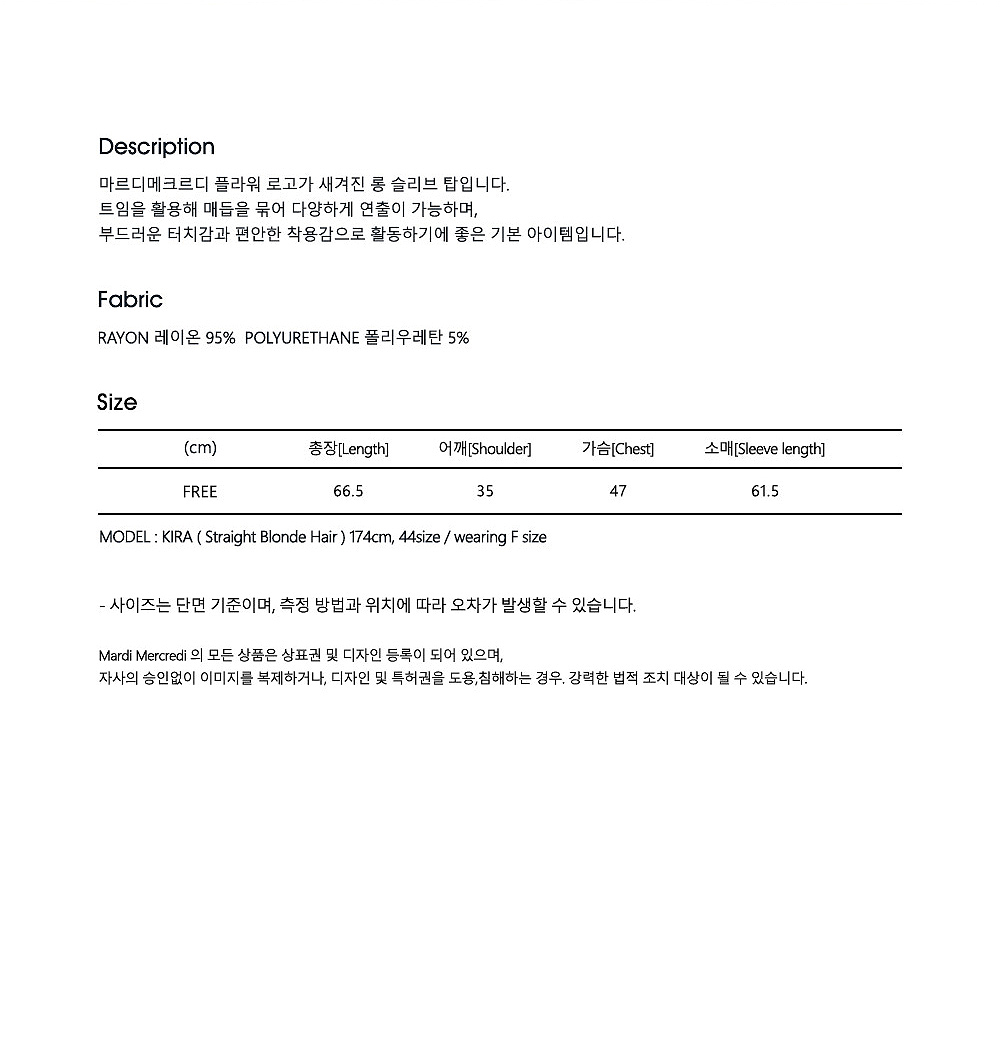 Description
마르디메크르디 플라워 로고가 새겨진 롱 슬리브 탑입니다.
트임을 활용해 매듭을 묶어 다양하게 연출이 가능하며,
부드러운 터치감과 편안한 착용감으로 활동하기에 좋은 기본 아이템입니다.
Fabric
RAYON 레이온 95% POLYURETHANE 폴리우레탄 5%
Size
(cm) 총장[Length] 어깨[Shoulder] 가슴[Chest] 소매[Sleeve length]
FREE 66.5 35 47 61.5
MODEL : KIRA ( Straight Blonde Hair ) 174cm, 44size / wearing F size
- 사이즈는 단면 기준이며, 측정 방법과 위치에 따라 오차가 발생할 수 있습니다.
Mardi Mercredi 의 모든 상품은 상표권 및 디자인 등록이 되어 있으며,
자사의 승인없이 이미지를 복제하거나, 디자인 및 특허권을 도용,침해하는 경우. 강력한 법적 조치 대상이 될 수 있습니다.